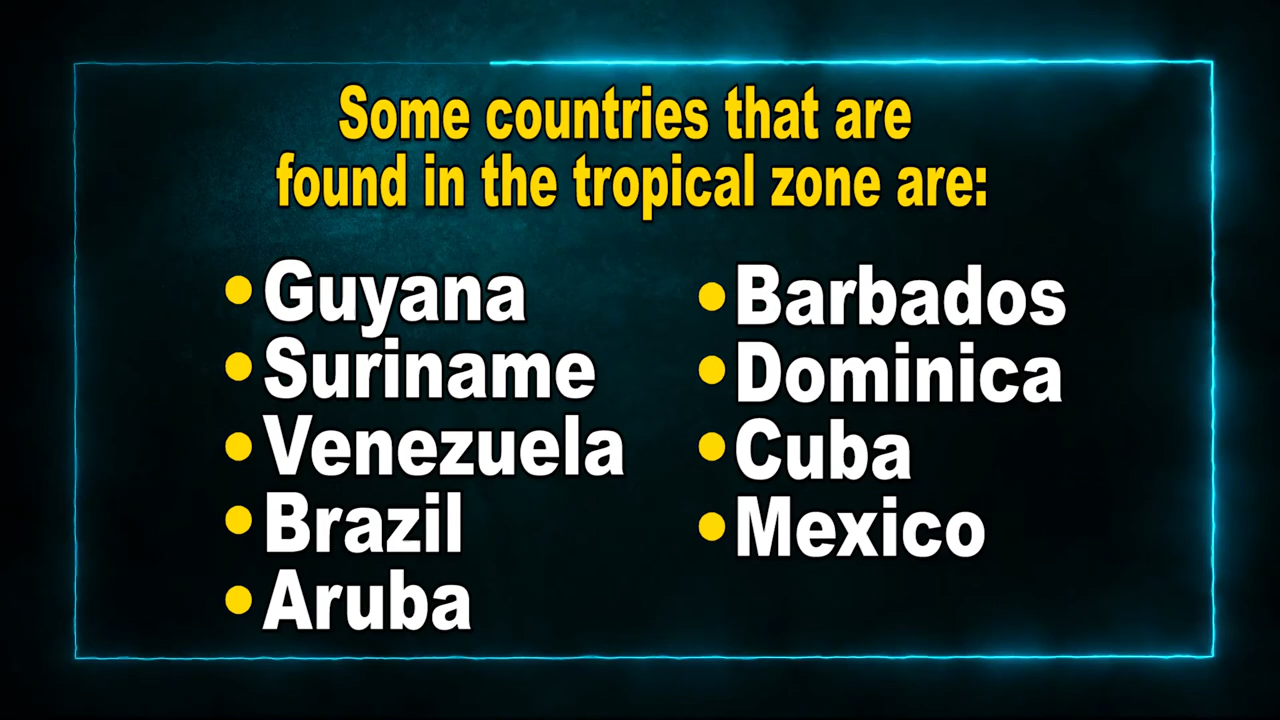 Some countries that are
found in the tropical zone are:
• Guyana
• Suriname
• Venezuela
• Brazil
• Aruba
• Barbados
• Dominica
• Cuba
• Mexico